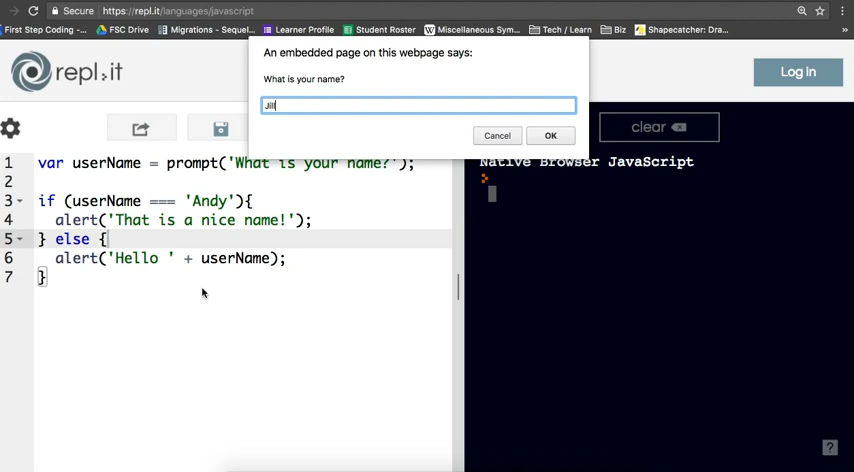 Secure https://repl.it/languages/javascript
First Step Coding -... FSC Drive Migrations - Sequel... Learner Profile Student Roster Miscellaneous Sym... Tech / Learn Biz Shapecatcher: Dra... »
An embedded page on this webpage says:
What is your name?
Jill
Cancel OK
repl.it
Log in
clear
Native Browser JavaScript
1 var userName = prompt('What is your name?');
2
3 if (userName === 'Andy'){
4 alert('That is a nice name!');
5 } else {
6 alert('Hello ' + userName);
7 }
?